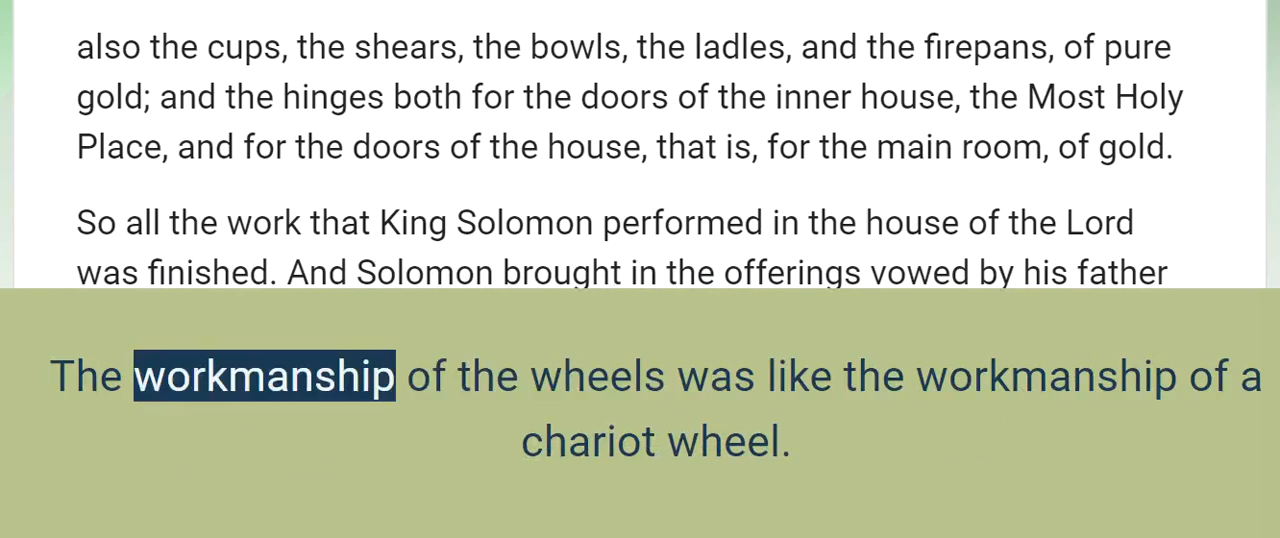 also the cups, the shears, the bowls, the ladles, and the firepans, of pure
gold; and the hinges both for the doors of the inner house, the Most Holy
Place, and for the doors of the house, that is, for the main room, of gold.
So all the work that King Solomon performed in the house of the Lord
was finished. And Solomon brought in the offerings vowed by his father
The workmanship of the wheels was like the workmanship of a
chariot wheel.